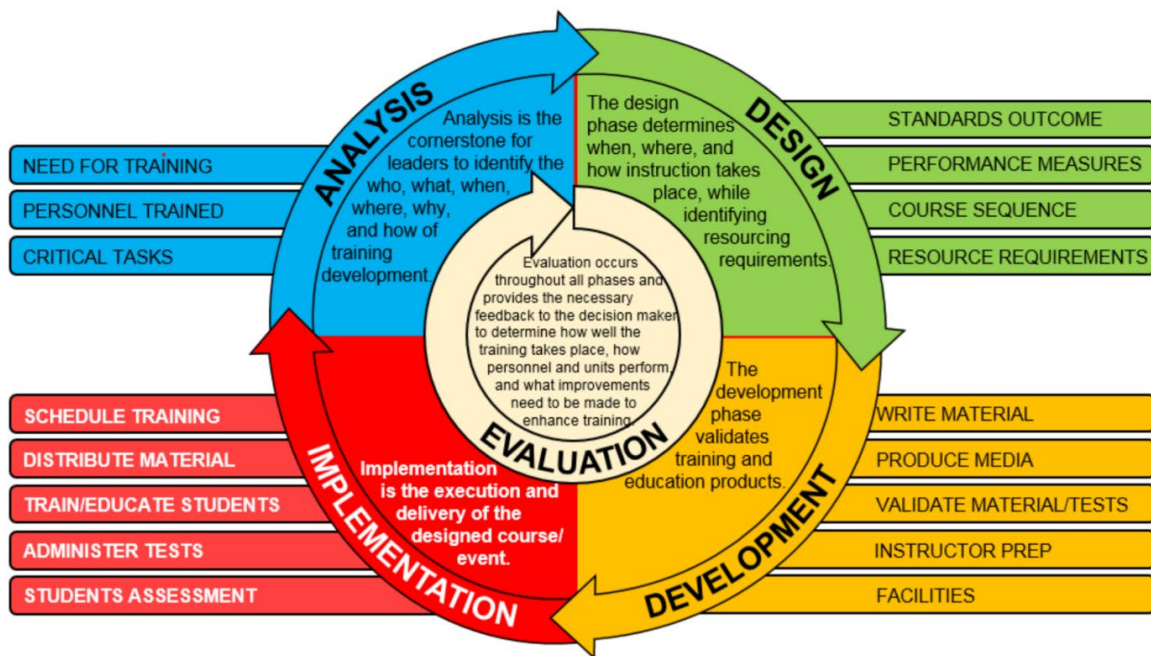 ANALYSIS
Analysis is the
cornerstone for
leaders to identify the
who, what, when,
where, why,
and how of
training
development.
NEED FOR TRAINING
PERSONNEL TRAINED
CRITICAL TASKS
DESIGN
The design
phase determines
when, where, and
how instruction takes
place, while
identifying
resourcing
requirements.
STANDARDS OUTCOME
PERFORMANCE MEASURES
COURSE SEQUENCE
RESOURCE REQUIREMENTS
Evaluation occurs
throughout all phases and
provides the necessary
feedback to the decision maker
to determine how well the
training takes place, how
personnel and units perform,
and what improvements
need to be made to
enhance training.
EVALUATION
The
development
phase
validates
training and
education products.
DEVELOPMENT
WRITE MATERIAL
PRODUCE MEDIA
VALIDATE MATERIAL/TESTS
INSTRUCTOR PREP
FACILITIES
Implementation
is the execution and
delivery of the
designed course/
event.
IMPLEMENTATION
SCHEDULE TRAINING
DISTRIBUTE MATERIAL
TRAIN/EDUCATE STUDENTS
ADMINISTER TESTS
STUDENTS ASSESSMENT